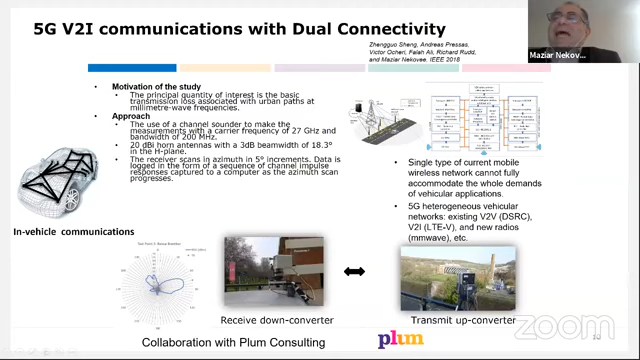 5G V2I communications with Dual Connectivity
Zhengguo Sheng, Andreas Pressas,
Victor Ocheri, Falah Ali, Richard Rudd,
and Maziar Nekovee, IEEE 2018
Maziar Nekov...
• Motivation of the study
• The principal quantity of interest is the basic
transmission loss associated with urban paths at
millimetre-wave frequencies.
• Approach
• The use of a channel sounder to make the
measurements with a carrier frequency of 27 GHz and
bandwidth of 200 MHz.
• 20 dBi horn antennas with a 3dB beamwidth of 18.3°
in the H-plane.
• The receiver scans in azimuth in 5° increments. Data is
logged in the form of a sequence of channel impulse
responses captured to a computer as the azimuth scan
progresses.
• Single type of current mobile
wireless network cannot fully
accommodate the whole demands
of vehicular applications.
• 5G heterogeneous vehicular
networks: existing V2V (DSRC),
V2I (LTE-V), and new radios
(mmwave), etc.
In-vehicle communications
Receive down-converter
Transmit up-converter
Collaboration with Plum Consulting
plum
zoom